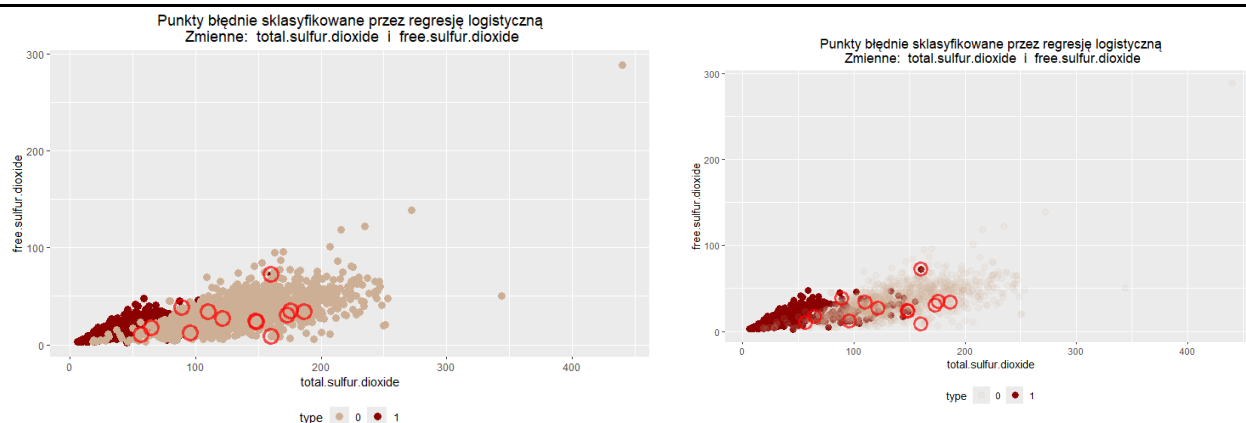 Punkty błędnie sklasyfikowane przez regresję logistyczną
Zmienne: total.sulfur.dioxide i free.sulfur.dioxide
300
200
100
0
free.sulfur.dioxide
0 100 200 300 400
total.sulfur.dioxide
type 0 1
Punkty błędnie sklasyfikowane przez regresję logistyczną
Zmienne: total.sulfur.dioxide i free.sulfur.dioxide
300
200
100
0
free.sulfur.dioxide
0 100 200 300 400
total.sulfur.dioxide
type 0 1